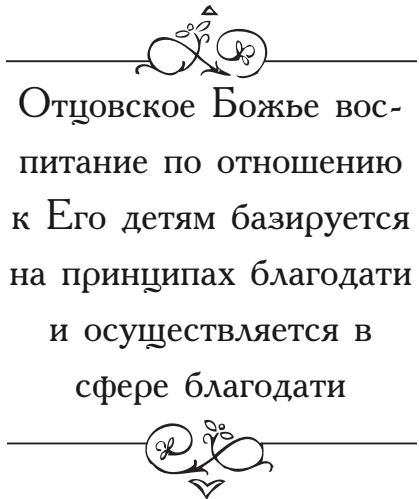 Отцовское Божье вос-
питание по отношению
к Его детям базируется
на принципах благодати
и осуществляется в
сфере благодати